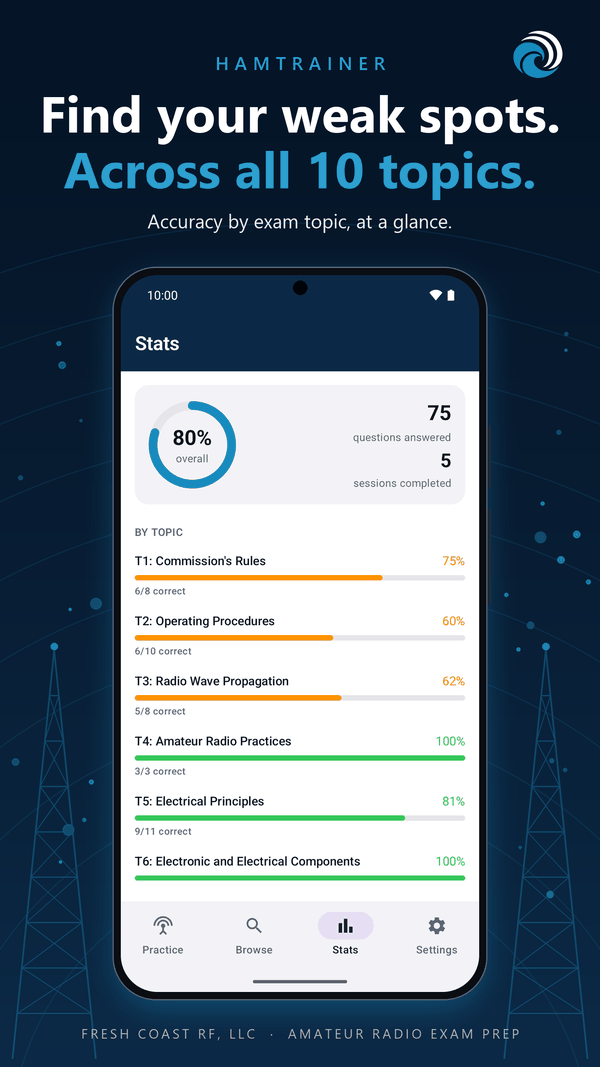 HAMTRAINER
Find your weak spots.
Across all 10 topics.
Accuracy by exam topic, at a glance.
10:00
Stats
80%
overall
75
questions answered
5
sessions completed
BY TOPIC
T1: Commission's Rules 75%
6/8 correct
T2: Operating Procedures 60%
6/10 correct
T3: Radio Wave Propagation 62%
5/8 correct
T4: Amateur Radio Practices 100%
3/3 correct
T5: Electrical Principles 81%
9/11 correct
T6: Electronic and Electrical Components 100%
Practice Browse Stats Settings
FRESH COAST RF, LLC · AMATEUR RADIO EXAM PREP